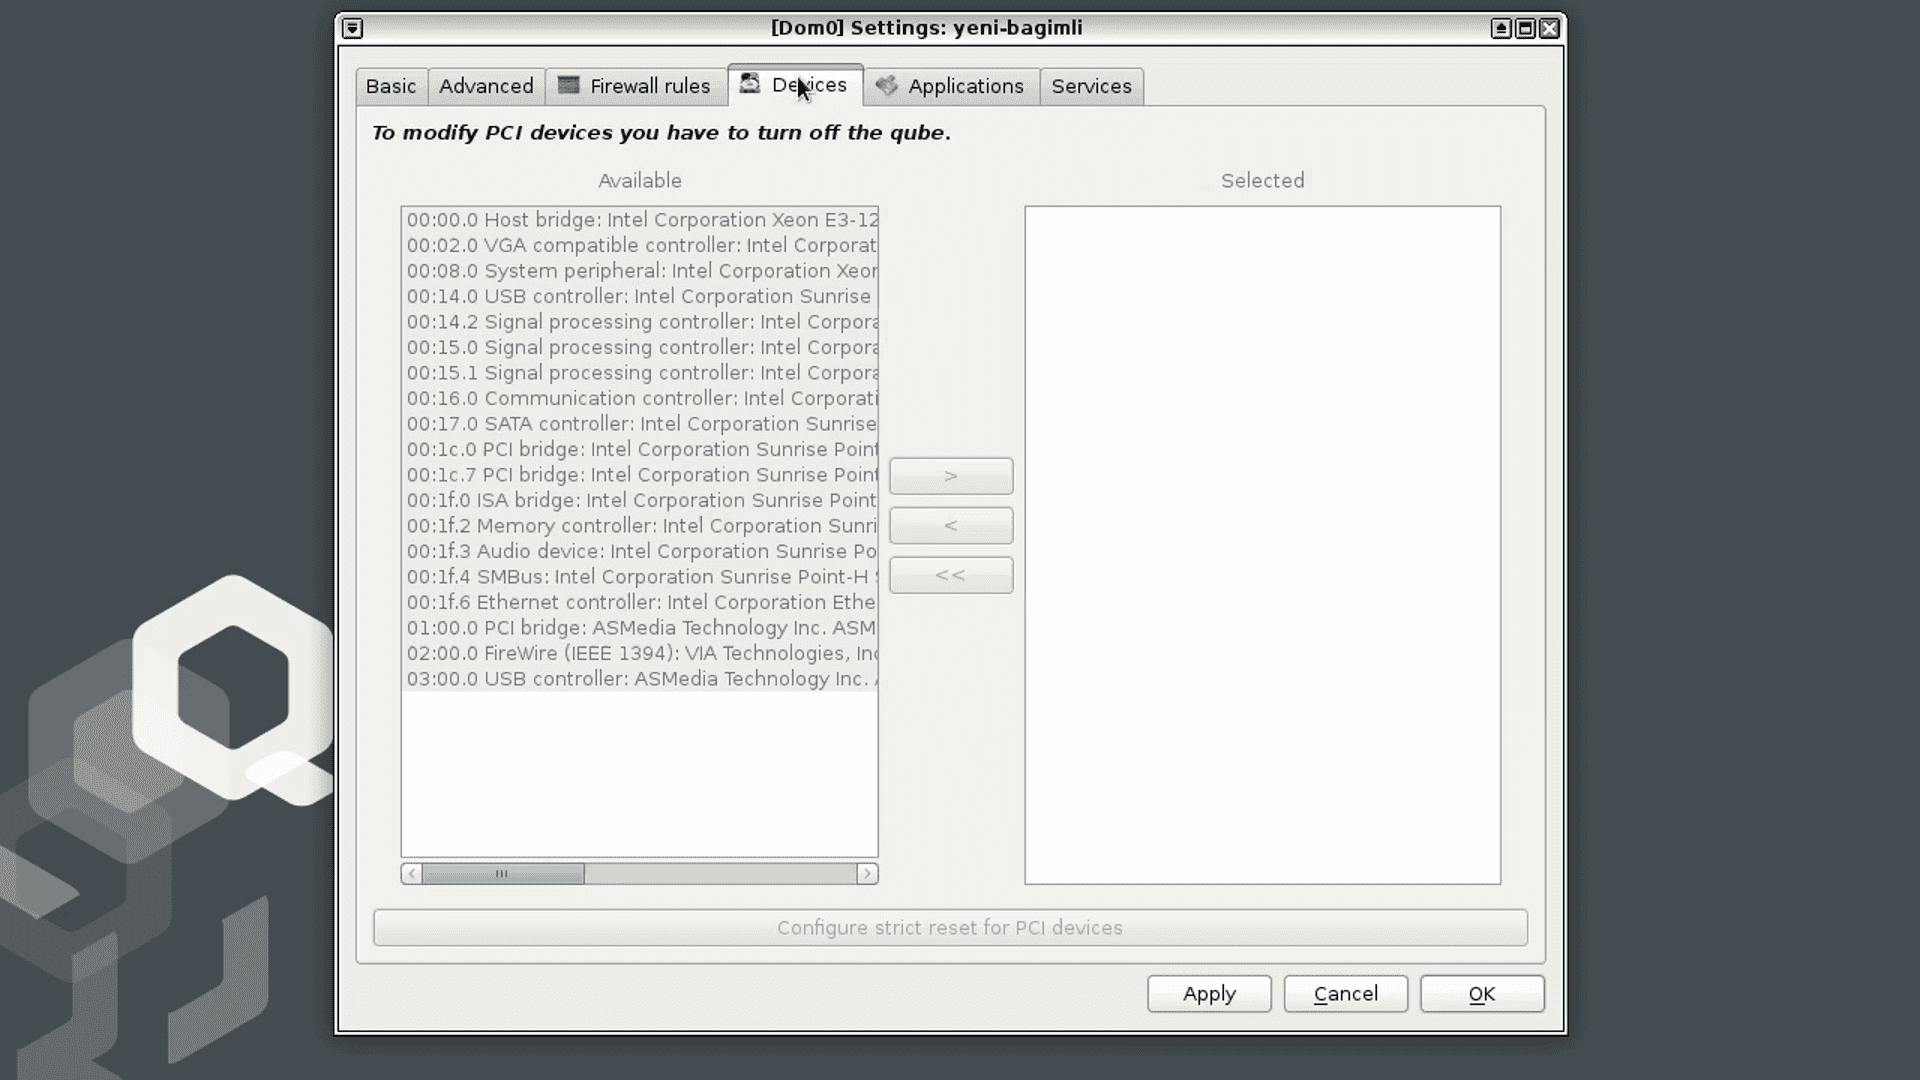 [Dom0] Settings: yeni-bagimli
Basic
Advanced
Firewall rules
Devices
Applications
Services
To modify PCI devices you have to turn off the qube.
Available
Selected
00:00.0 Host bridge: Intel Corporation Xeon E3-12
00:02.0 VGA compatible controller: Intel Corporat
00:08.0 System peripheral: Intel Corporation Xeon
00:14.0 USB controller: Intel Corporation Sunrise
00:14.2 Signal processing controller: Intel Corpora
00:15.0 Signal processing controller: Intel Corpora
00:15.1 Signal processing controller: Intel Corpora
00:16.0 Communication controller: Intel Corporati
00:17.0 SATA controller: Intel Corporation Sunrise
00:1c.0 PCI bridge: Intel Corporation Sunrise Point
00:1c.7 PCI bridge: Intel Corporation Sunrise Point
00:1f.0 ISA bridge: Intel Corporation Sunrise Point
00:1f.2 Memory controller: Intel Corporation Sunri
00:1f.3 Audio device: Intel Corporation Sunrise Po
00:1f.4 SMBus: Intel Corporation Sunrise Point-H
00:1f.6 Ethernet controller: Intel Corporation Ethe
01:00.0 PCI bridge: ASMedia Technology Inc. ASM
02:00.0 FireWire (IEEE 1394): VIA Technologies, Inc
03:00.0 USB controller: ASMedia Technology Inc.
>
<
<<
Configure strict reset for PCI devices
Apply
Cancel
OK